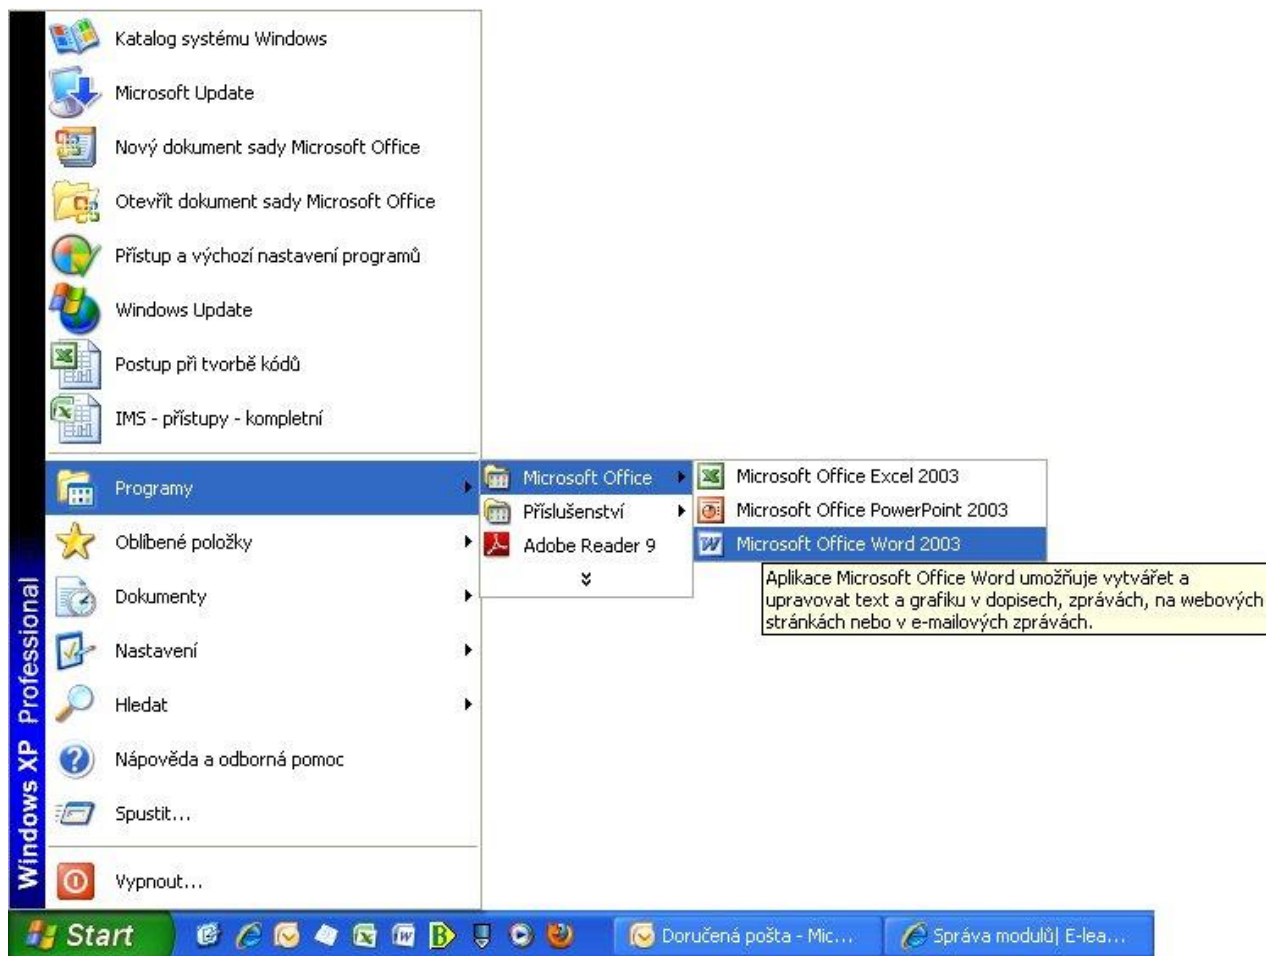 Katalog systému Windows
Microsoft Update
Nový dokument sady Microsoft Office
Otevřít dokument sady Microsoft Office
Přístup a výchozí nastavení programů
Windows Update
Postup při tvorbě kódů
IMS - přístupy - kompletní
Programy
Oblíbené položky
Dokumenty
Nastavení
Hledat
Nápověda a odborná pomoc
Spustit...
Vypnout...
Windows XP Professional
Microsoft Office
Příslušenství
Adobe Reader 9
Microsoft Office Excel 2003
Microsoft Office PowerPoint 2003
Microsoft Office Word 2003
Aplikace Microsoft Office Word umožňuje vytvářet a
upravovat text a grafiku v dopisech, zprávách, na webových
stránkách nebo v e-mailových zprávách.
Start
Doručená pošta - Mic...
Správa modulů| E-lea...